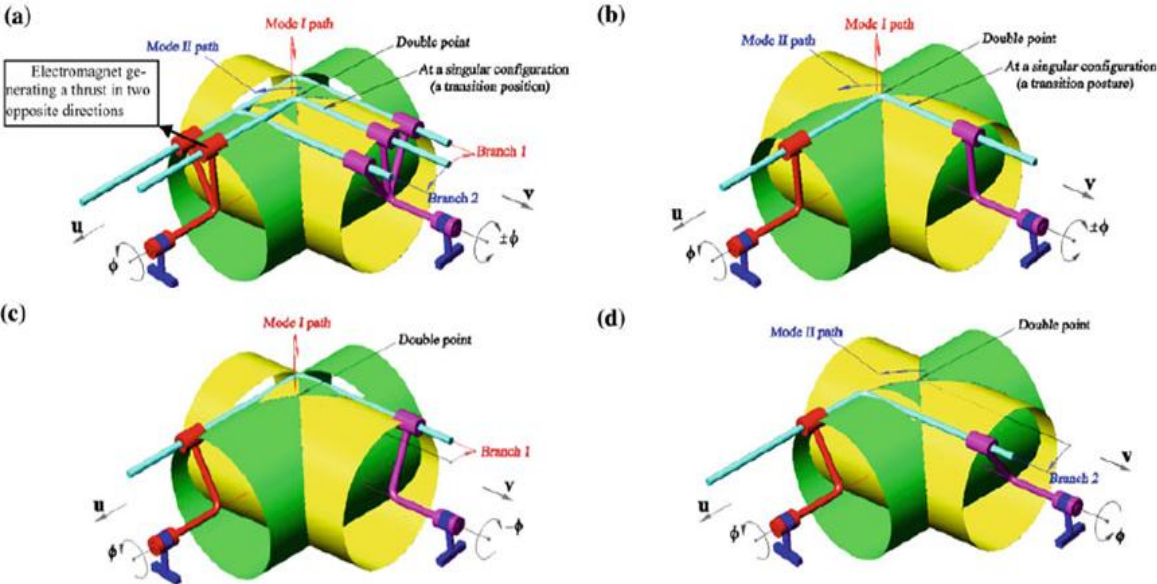 (a)
Mode I path
Mode II path
Double point
At a singular configuration
(a transition position)
Electromagnet ge-
nerating a thrust in two
opposite directions
Branch 1
Branch 2
u
v
ϕ
±ϕ
(b)
Mode I path
Mode II path
Double point
At a singular configuration
(a transition posture)
u
v
ϕ
±ϕ
(c)
Mode I path
Double point
Branch 1
u
v
ϕ
−ϕ
(d)
Mode II path
Double point
Branch 2
u
v
ϕ
ϕ